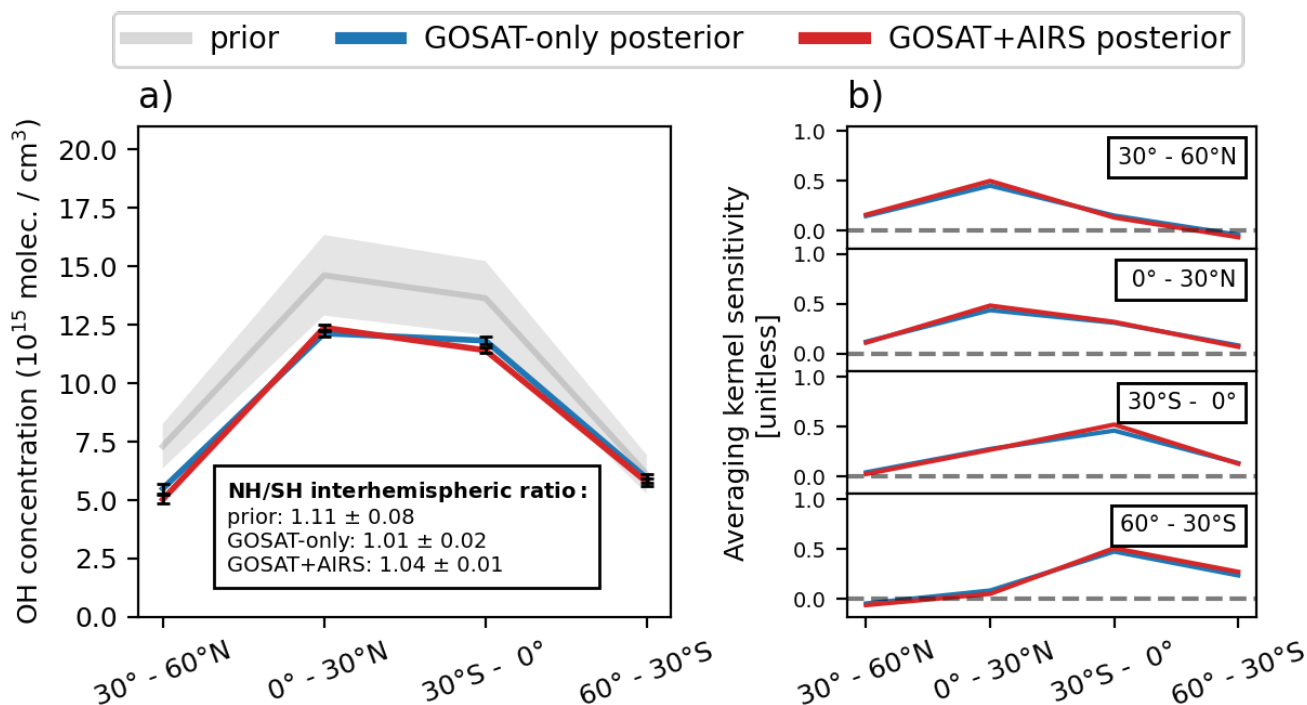 prior GOSAT-only posterior GOSAT+AIRS posterior
a)
OH concentration (10¹⁵ molec. / cm³)
20.0
17.5
15.0
12.5
10.0
7.5
5.0
2.5
0.0
NH/SH interhemispheric ratio:
prior: 1.11 ± 0.08
GOSAT-only: 1.01 ± 0.02
GOSAT+AIRS: 1.04 ± 0.01
30° - 60°N
0° - 30°N
30°S - 0°
60° - 30°S
b)
Averaging kernel sensitivity
[unitless]
1.0
0.5
0.0
30° - 60°N
1.0
0.5
0.0
0° - 30°N
1.0
0.5
0.0
30°S - 0°
1.0
0.5
0.0
60° - 30°S
30° - 60°N
0° - 30°N
30°S - 0°
60° - 30°S